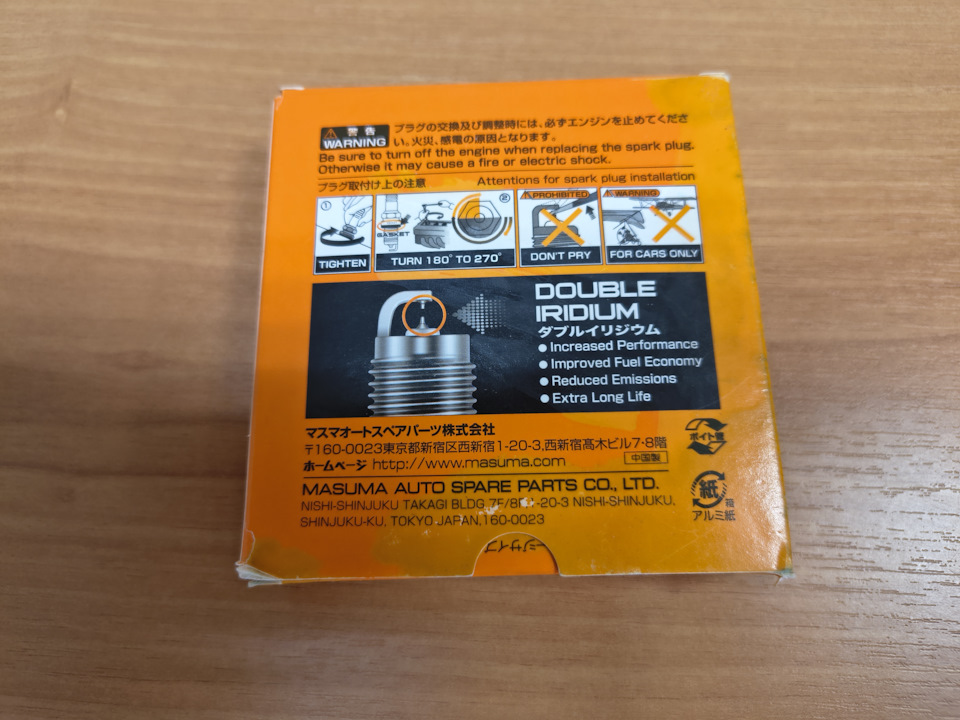 警告
WARNING
プラグの交換及び調整時には、必ずエンジンを止めてくださ
い。火災、感電の原因となります。
Be sure to turn off the engine when replacing the spark plug.
Otherwise it may cause a fire or electric shock.
プラグ取付け上の注意 Attentions for spark plug installation
①
TIGHTEN
GASKET
②
TURN 180° TO 270°
PROHIBITED
DON'T PRY
WARNING
FOR CARS ONLY
DOUBLE
IRIDIUM
ダブルイリジウム
● Increased Performance
● Improved Fuel Economy
● Reduced Emissions
● Extra Long Life
マスマオートスペアパーツ株式会社
〒160-0023東京都新宿区西新宿1-20-3,西新宿髙木ビル7・8階
ホームページ http://www.masuma.com 中国製
MASUMA AUTO SPARE PARTS CO., LTD.
NISHI-SHINJUKU TAKAGI BLDG 7F/8F 1-20-3 NISHI-SHINJUKU,
SHINJUKU-KU, TOKYO JAPAN,160-0023
紙
箱
アルミ紙